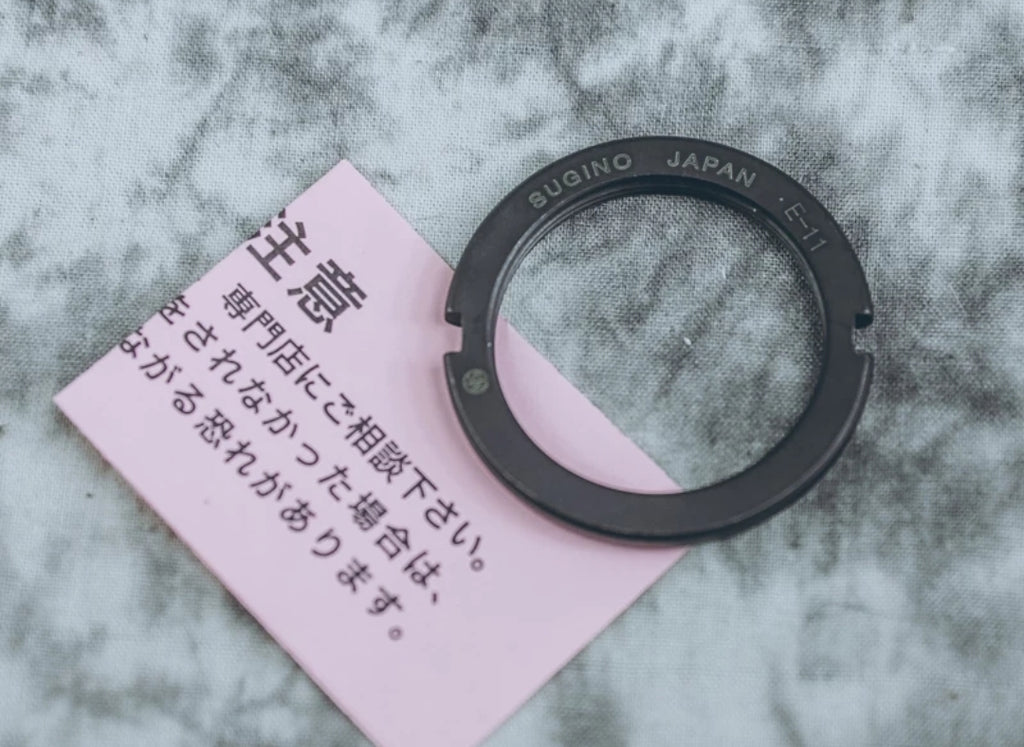 注意
専門店にご相談下さい。
をされなかった場合は、
ながる恐れがあります。
SUGINO JAPAN E-11